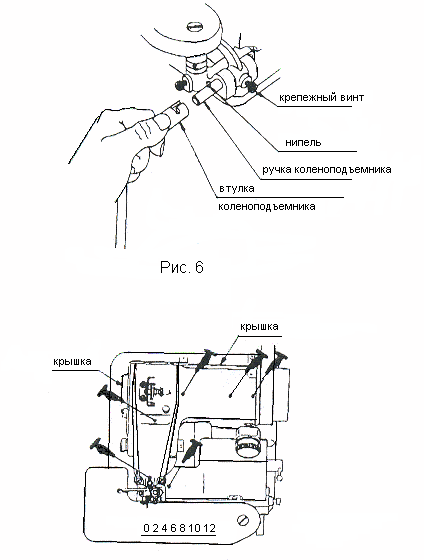 крепежный винт
нипель
ручка коленоподъемника
втулка
коленоподъемника
Рис. 6
крышка
крышка
0 2 4 6 8 10 12